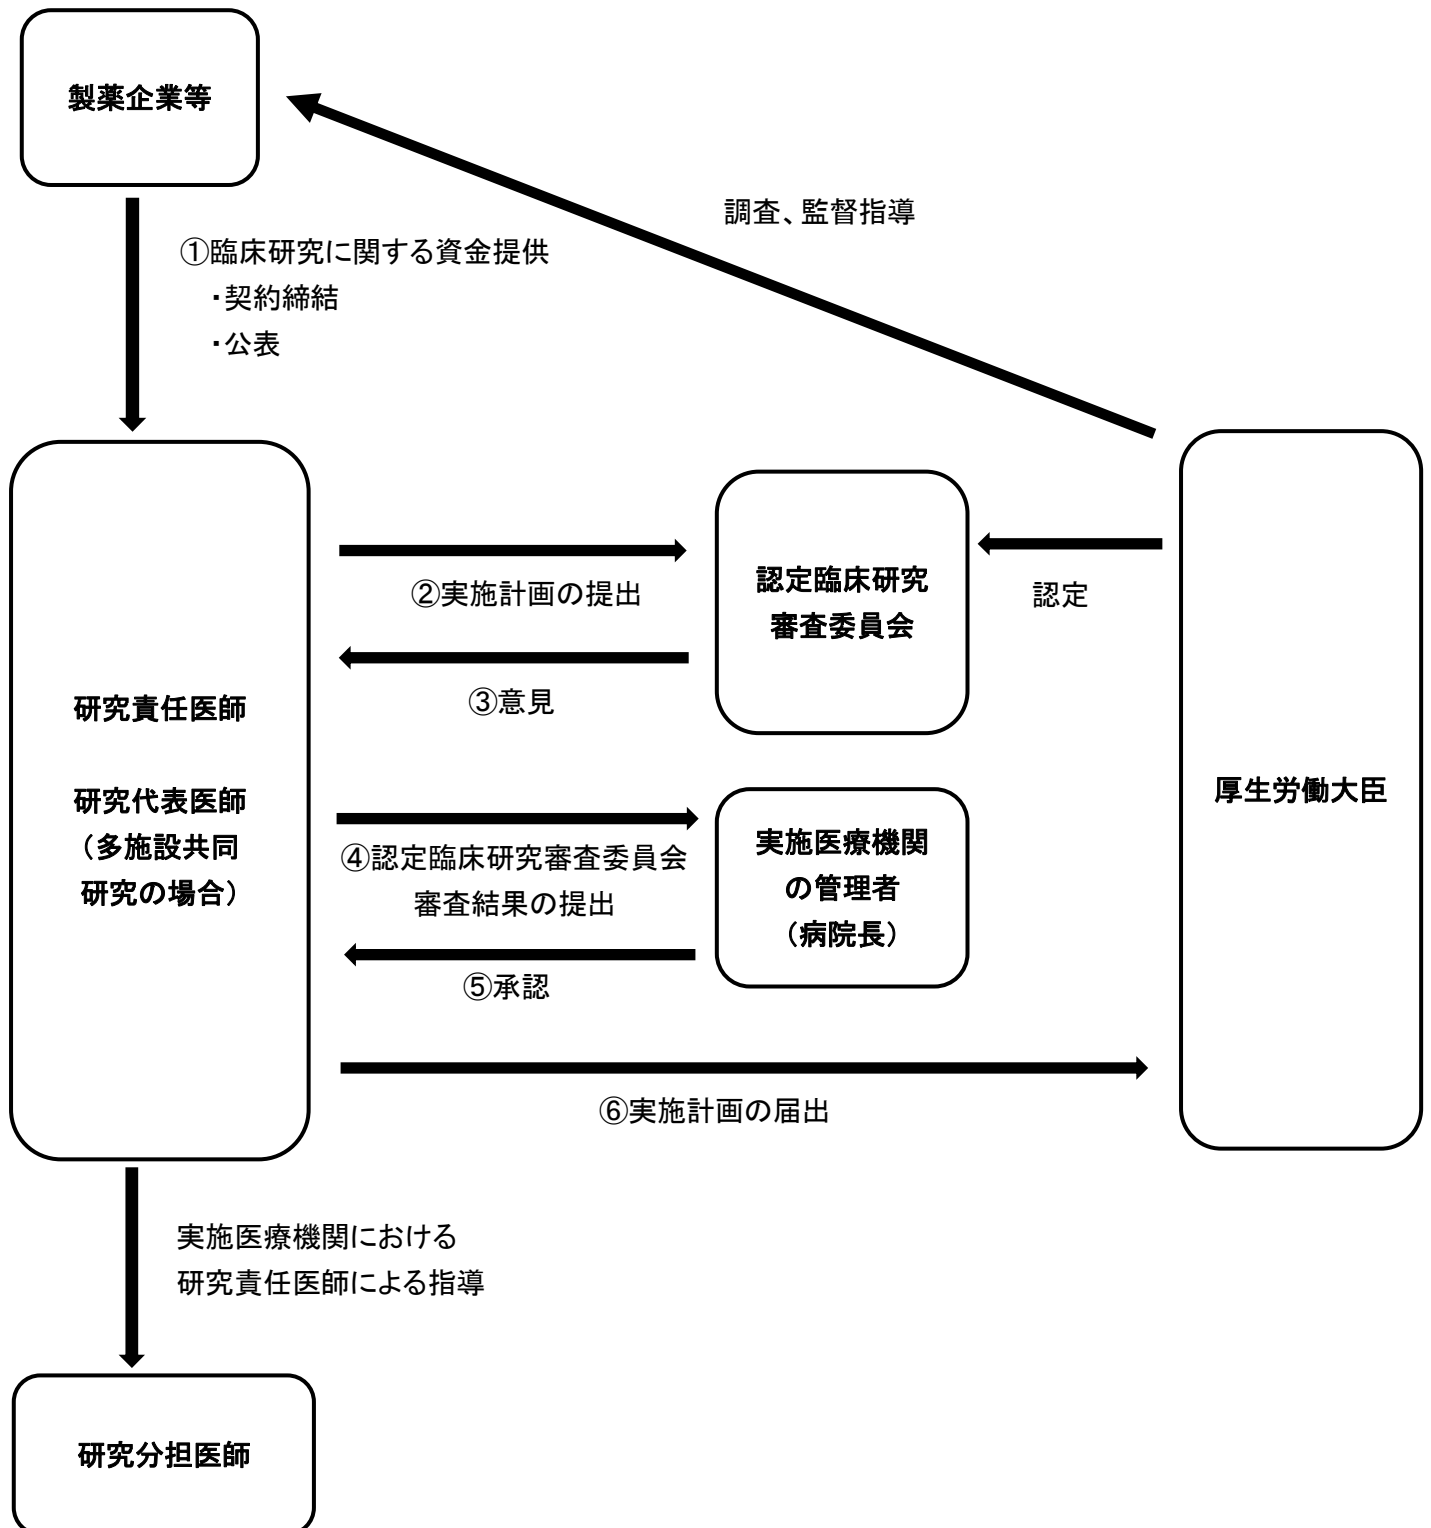 製薬企業等
調査、監督指導
①臨床研究に関する資金提供
・契約締結
・公表
②実施計画の提出
認定臨床研究
審査委員会
認定
③意見
研究責任医師
研究代表医師
（多施設共同
研究の場合）
厚生労働大臣
④認定臨床研究審査委員会
審査結果の提出
実施医療機関
の管理者
（病院長）
⑤承認
⑥実施計画の届出
実施医療機関における
研究責任医師による指導
研究分担医師